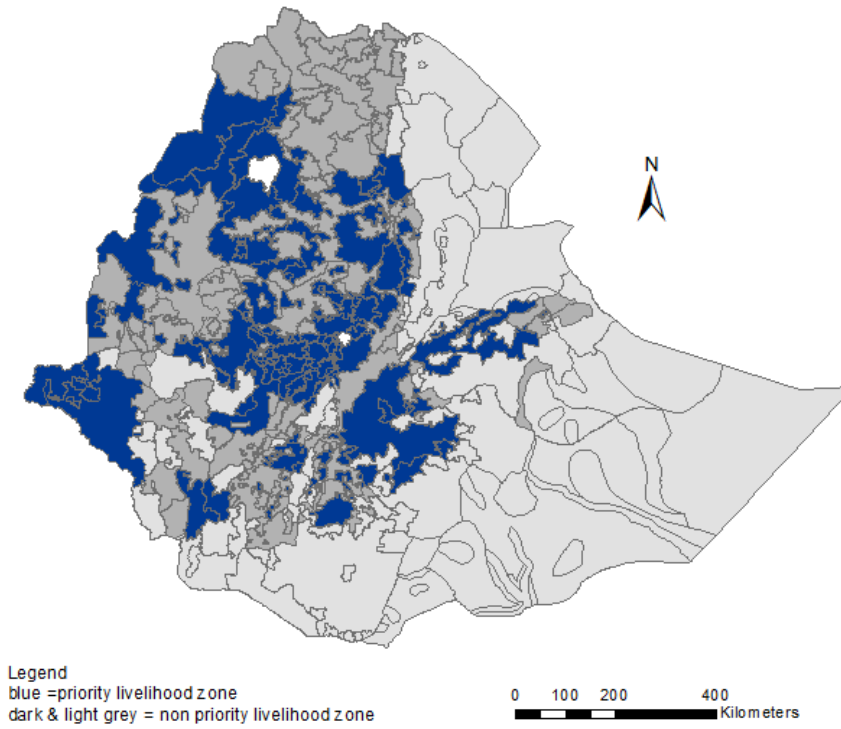 N
Legend
blue =priority livelihood zone
dark & light grey = non priority livelihood zone
0 100 200 400
Kilometers